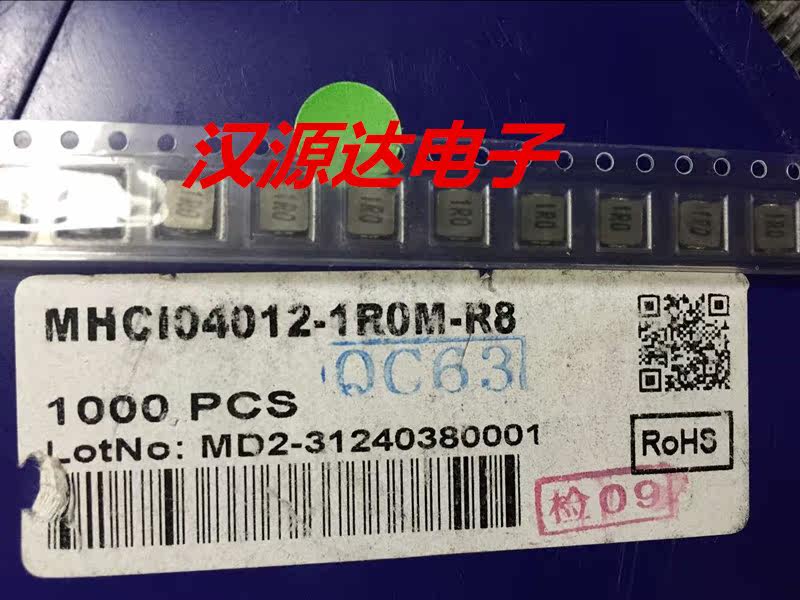 汉源达电子
1R0 1R0 1R0 1R0 1R0 1R0 1R0 1R0
MHCI04012-1R0M-R8
QC63
1000 PCS
LotNo: MD2-31240380001
RoHS
检09